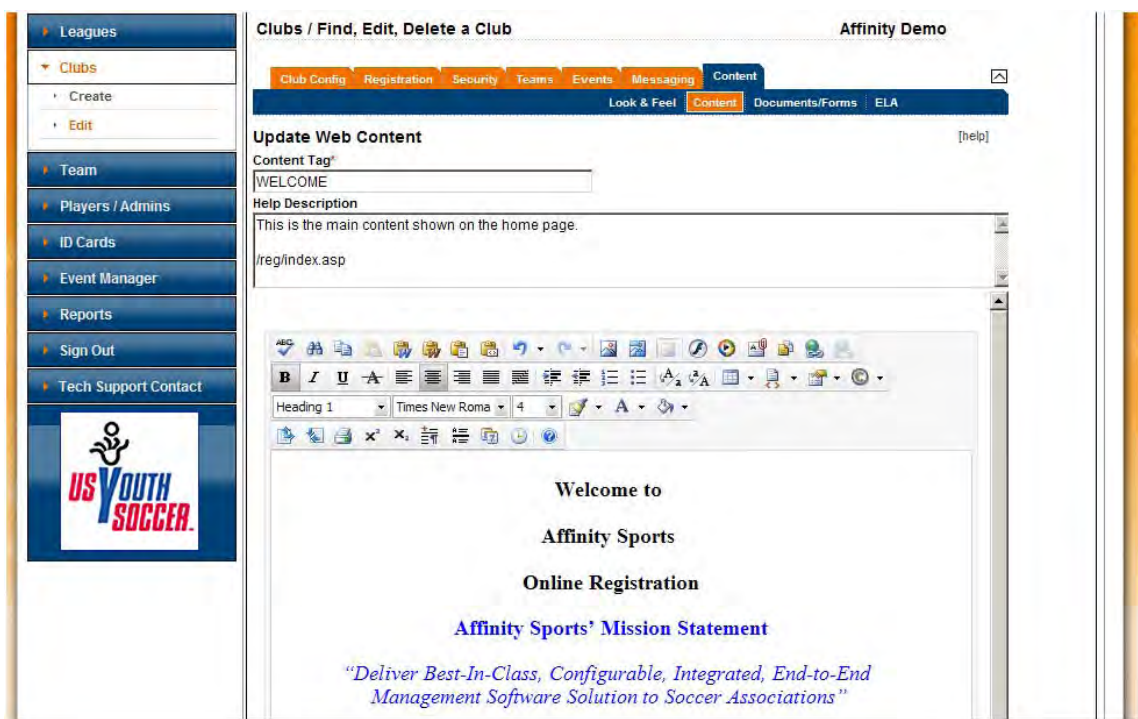 Leagues
Clubs
Create
Edit
Team
Players / Admins
ID Cards
Event Manager
Reports
Sign Out
Tech Support Contact
US YOUTH
SOCCER.
Clubs / Find, Edit, Delete a Club Affinity Demo
Club Config Registration Security Teams Events Messaging Content
Look & Feel Content Documents/Forms ELA
Update Web Content [help]
Content Tag*
WELCOME
Help Description
This is the main content shown on the home page.
/reg/index.asp
ABC
B I U A
Heading 1 Times New Roma 4 A
x² x₂
Welcome to
Affinity Sports
Online Registration
Affinity Sports’ Mission Statement
“Deliver Best-In-Class, Configurable, Integrated, End-to-End
Management Software Solution to Soccer Associations”